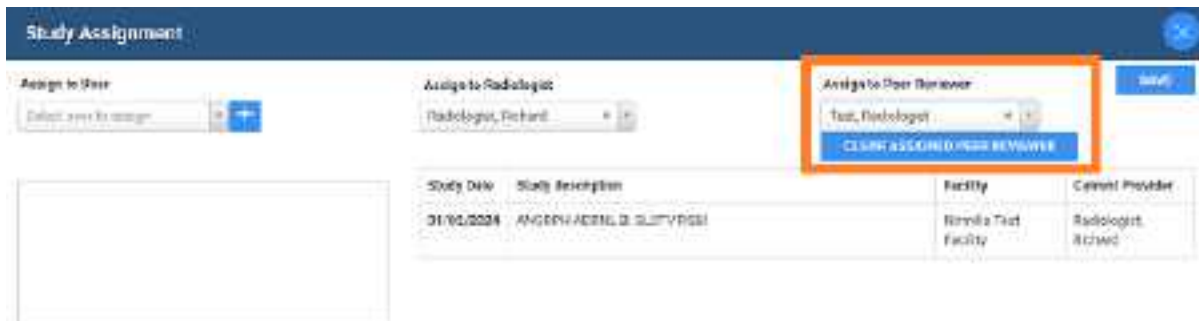 Study Assignment
Assign to User
Select user to assign
Assign to Radiologist
Radiologist, Richard
Assign to Peer Reviewer
Test, Radiologist
CLEAR ASSIGNED PEER REVIEWER
SAVE
Study Date Study Description Facility Current Provider
Test Radiologist,
Facility Richard